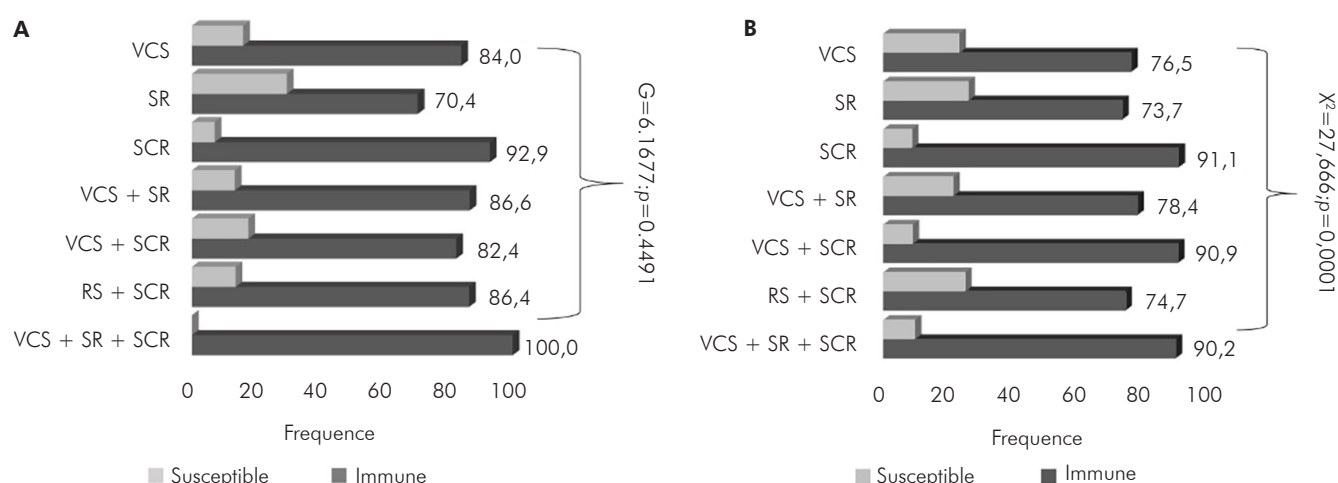 A
VCS
84,0
SR
70,4
SCR
92,9
VCS + SR
86,6
VCS + SCR
82,4
RS + SCR
86,4
VCS + SR + SCR
100,0
0 20 40 60 80 100
Frequence
Susceptible Immune
G=6.1677;p=0.4491
B
VCS
76,5
SR
73,7
SCR
91,1
VCS + SR
78,4
VCS + SCR
90,9
RS + SCR
74,7
VCS + SR + SCR
90,2
0 20 40 60 80 100
Frequence
Susceptible Immune
X²=27,666;p=0,0001